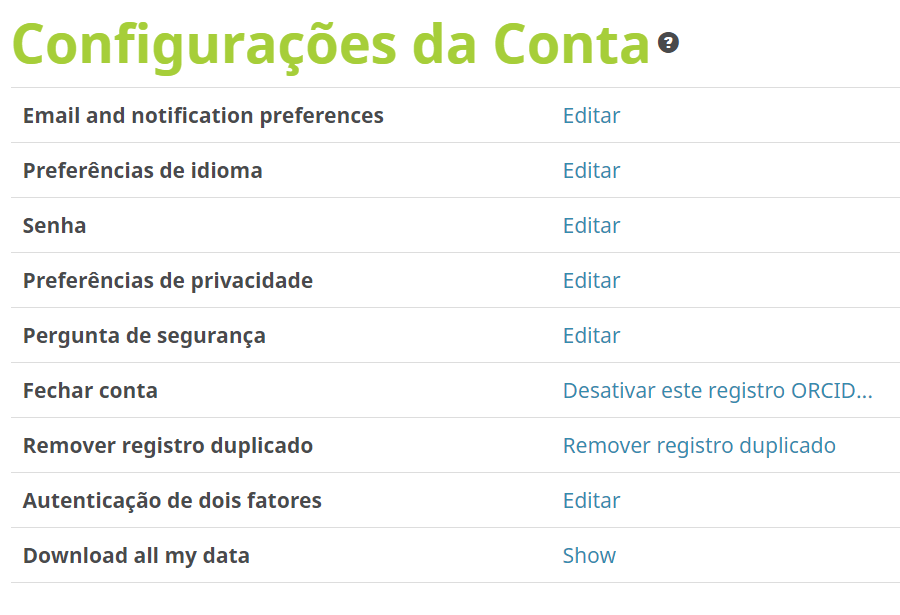 Configurações da Conta ?
Email and notification preferences Editar
Preferências de idioma Editar
Senha Editar
Preferências de privacidade Editar
Pergunta de segurança Editar
Fechar conta Desativar este registro ORCID...
Remover registro duplicado Remover registro duplicado
Autenticação de dois fatores Editar
Download all my data Show